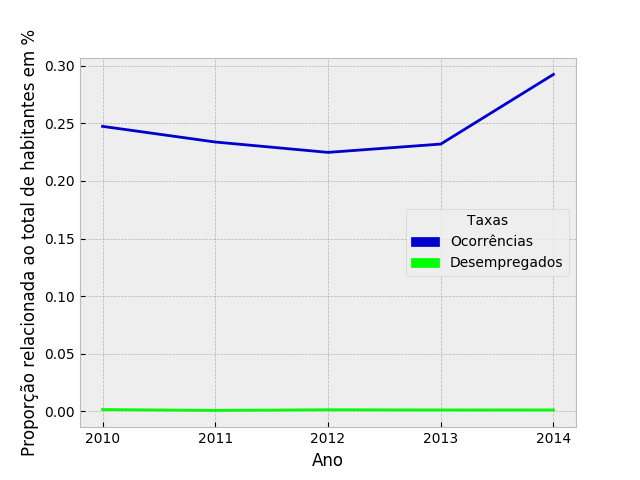 Proporção relacionada ao total de habitantes em %
0.30
0.25
0.20
0.15
0.10
0.05
0.00
Taxas
Ocorrências
Desempregados
2010 2011 2012 2013 2014
Ano